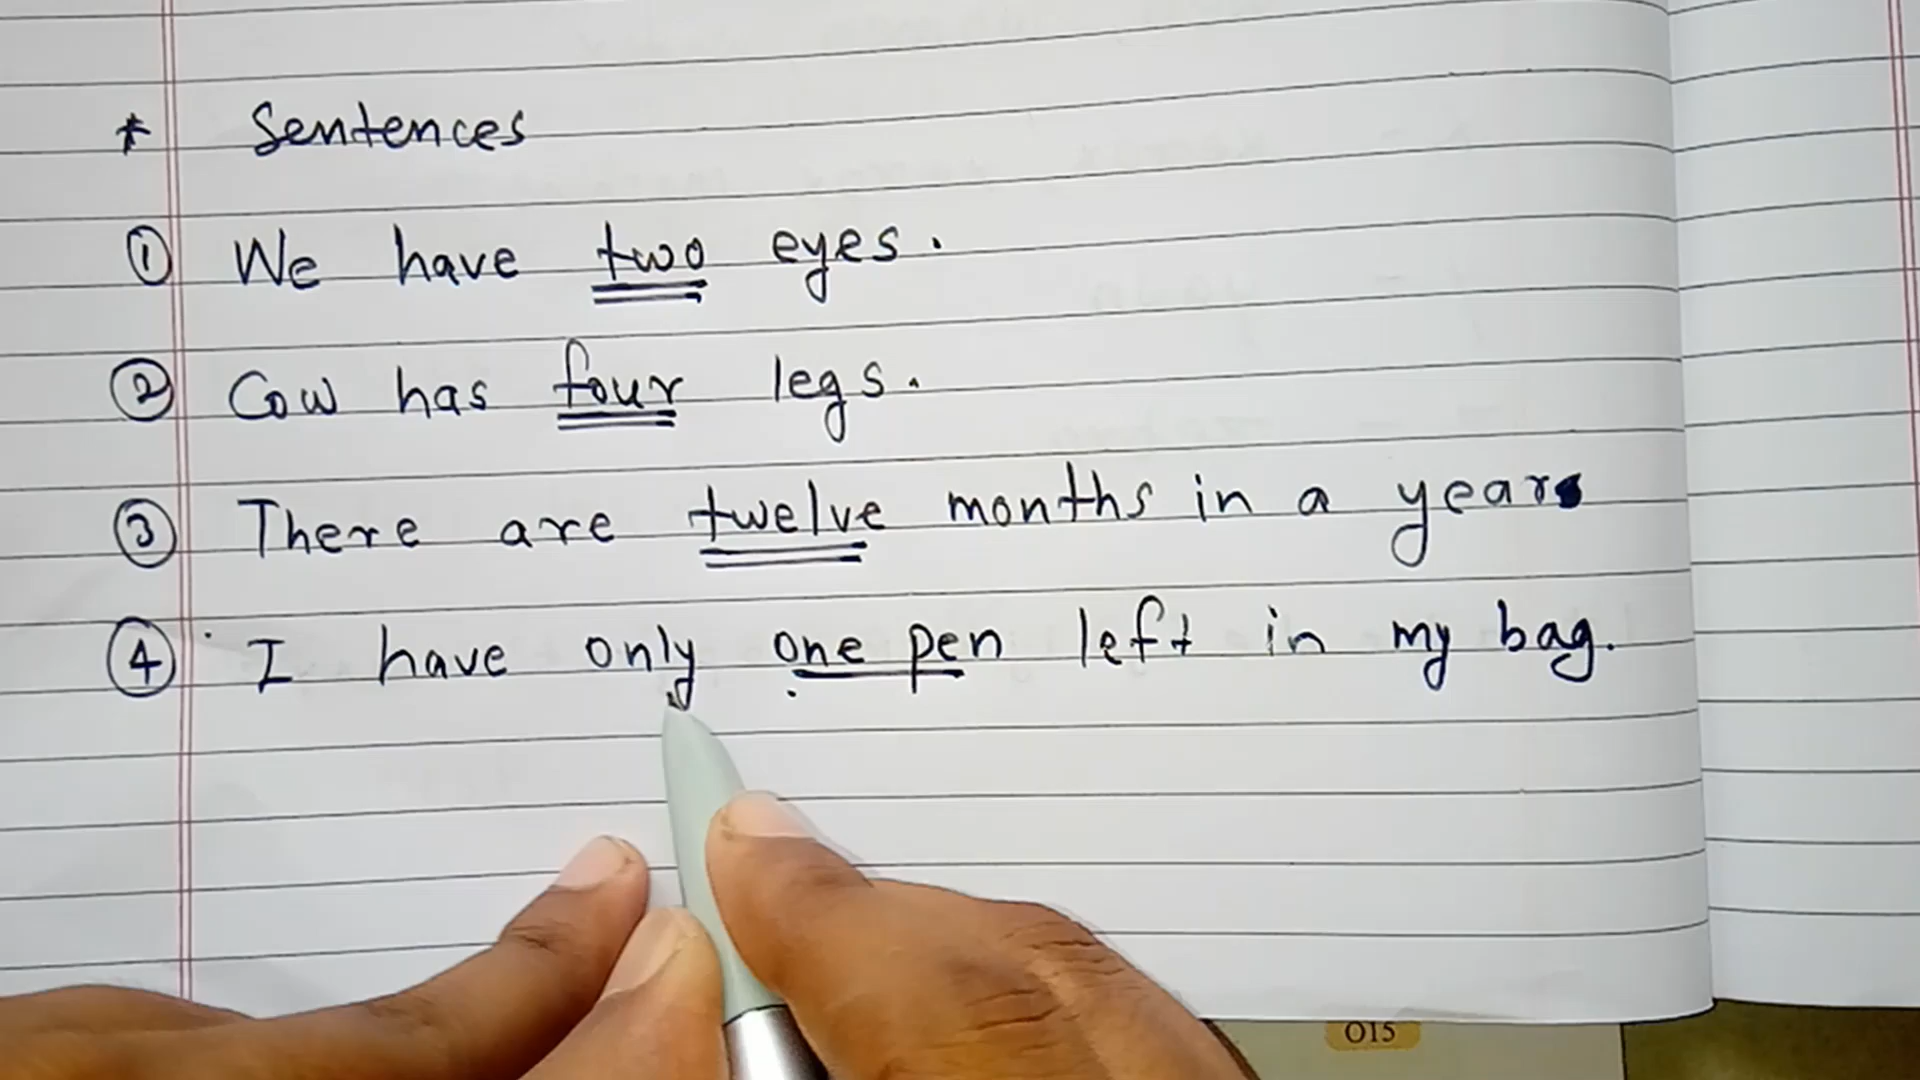 * Sentences
① We have two eyes.
② Cow has four legs.
③ There are twelve months in a year
④ I have only one pen left in my bag.
015